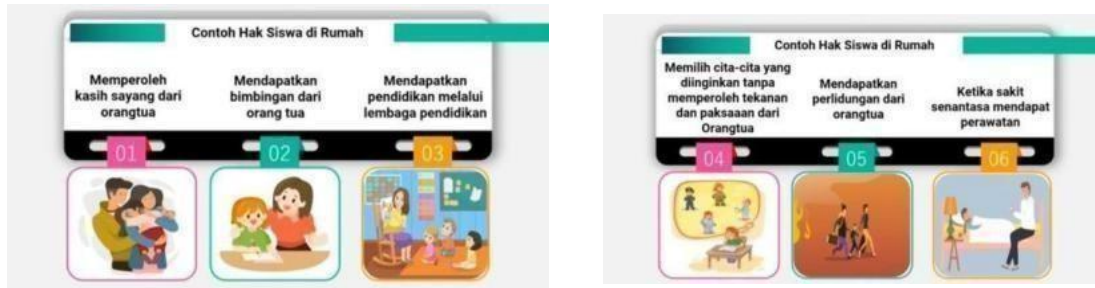 Contoh Hak Siswa di Rumah
Memperoleh
kasih sayang dari
orangtua
Mendapatkan
bimbingan dari
orang tua
Mendapatkan
pendidikan melalui
lembaga pendidikan
01
02
03
Contoh Hak Siswa di Rumah
Memilih cita-cita yang
diinginkan tanpa
memperoleh tekanan
dan paksaaan dari
Orangtua
Mendapatkan
perlidungan dari
orangtua
Ketika sakit
senantasa mendapat
perawatan
04
05
06